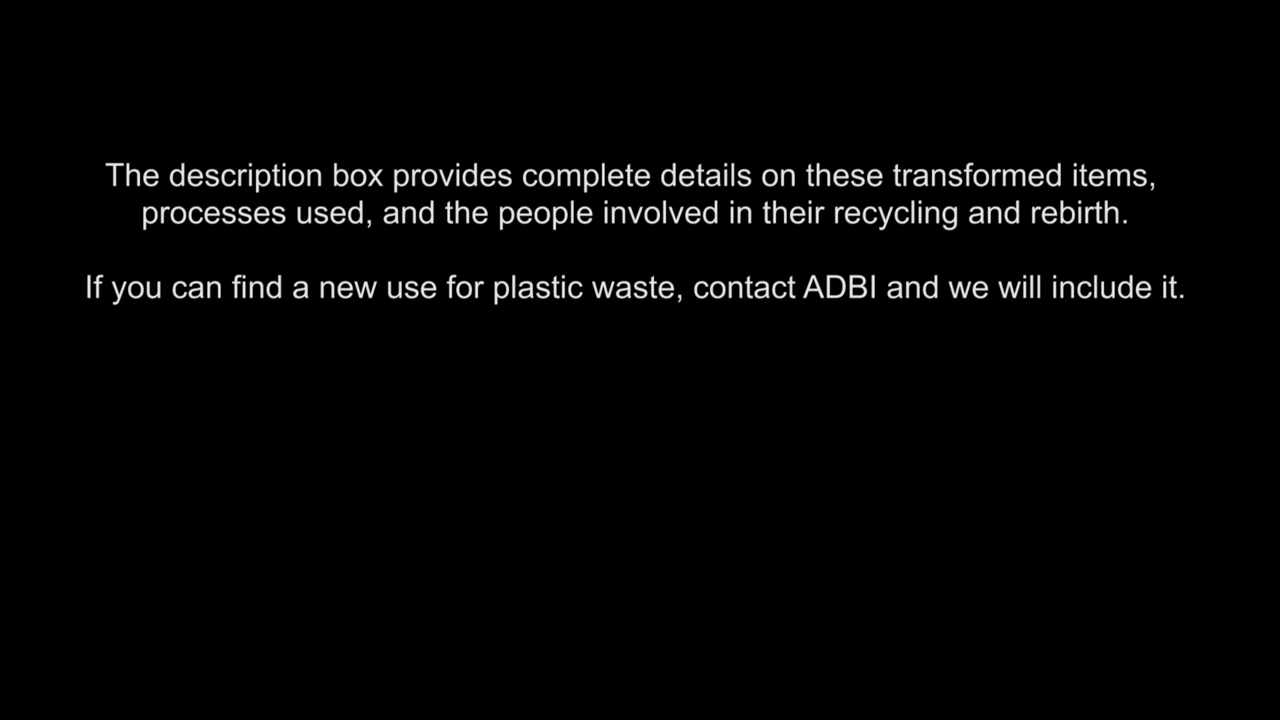 The description box provides complete details on these transformed items,
processes used, and the people involved in their recycling and rebirth.
If you can find a new use for plastic waste, contact ADBI and we will include it.